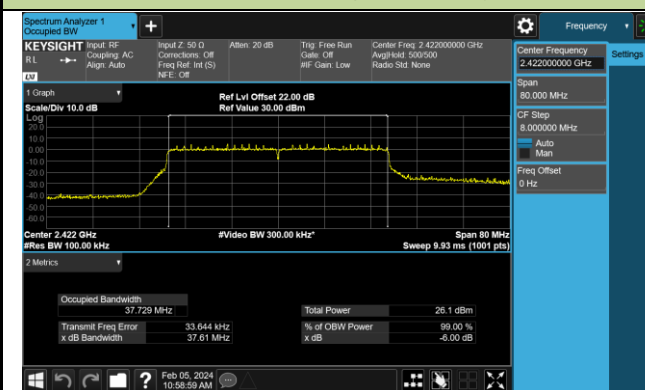 Spectrum Analyzer 1
Occupied BW
Frequency
KEYSIGHT
Input: RF
Coupling: AC
Align: Auto
Input Z: 50 Ω
Corrections: Off
Freq Ref: Int (S)
NFE: Off
Atten: 20 dB
Trig: Free Run
Gate: Off
#IF Gain: Low
Center Freq: 2.422000000 GHz
Avg|Hold: 500/500
Radio Std: None
R L
LXI
Center Frequency
2.422000000 GHz
Settings
Span
80.000 MHz
CF Step
8.000000 MHz
Auto
Man
Freq Offset
0 Hz
1 Graph
Scale/Div 10.0 dB
Ref Lvl Offset 22.00 dB
Ref Value 30.00 dBm
Log
20.0
10.0
0.00
-10.0
-20.0
-30.0
-40.0
-50.0
-60.0
Center 2.422 GHz
#Video BW 300.00 kHz*
Span 80 MHz
#Res BW 100.00 kHz
Sweep 9.93 ms (1001 pts)
2 Metrics
Occupied Bandwidth
37.729 MHz
Total Power
26.1 dBm
Transmit Freq Error
33.644 kHz
% of OBW Power
99.00 %
x dB Bandwidth
37.61 MHz
x dB
-6.00 dB
Feb 05, 2024
10:58:59 AM